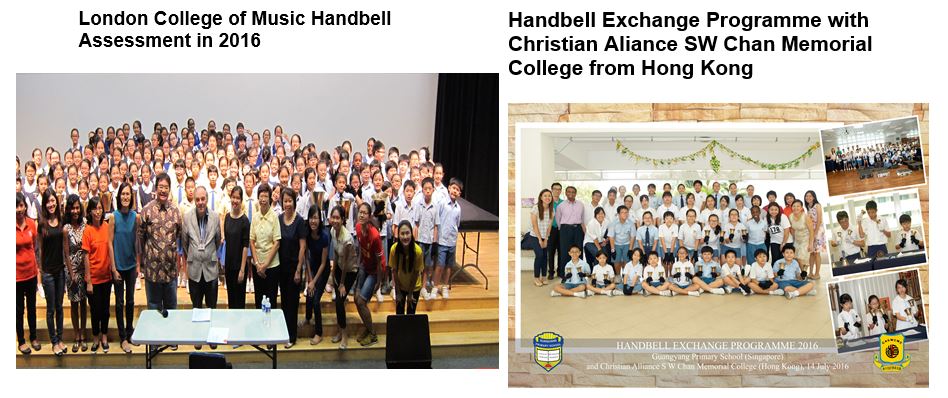 London College of Music Handbell
Assessment in 2016
Handbell Exchange Programme with
Christian Aliance SW Chan Memorial
College from Hong Kong
HANDBELL EXCHANGE PROGRAMME 2016
Guangyang Primary School (Singapore)
and Christian Alliance S W Chan Memorial College (Hong Kong), 14 July 2016